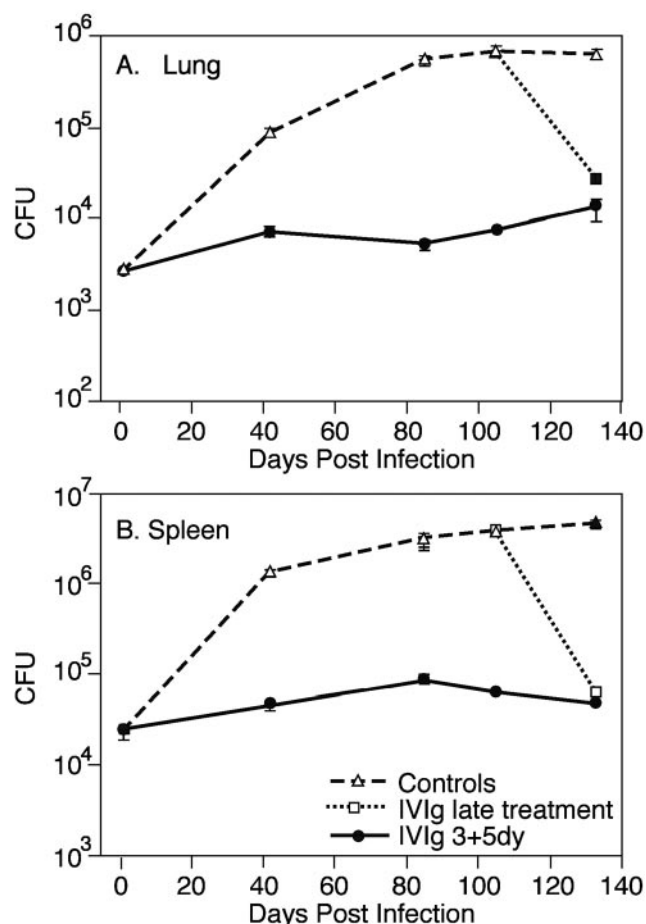 A. Lung
CFU
10^6
10^5
10^4
10^3
10^2
0 20 40 60 80 100 120 140
Days Post Infection
B. Spleen
CFU
10^7
10^6
10^5
10^4
10^3
Controls
IVIg late treatment
IVIg 3+5dy
0 20 40 60 80 100 120 140
Days Post Infection